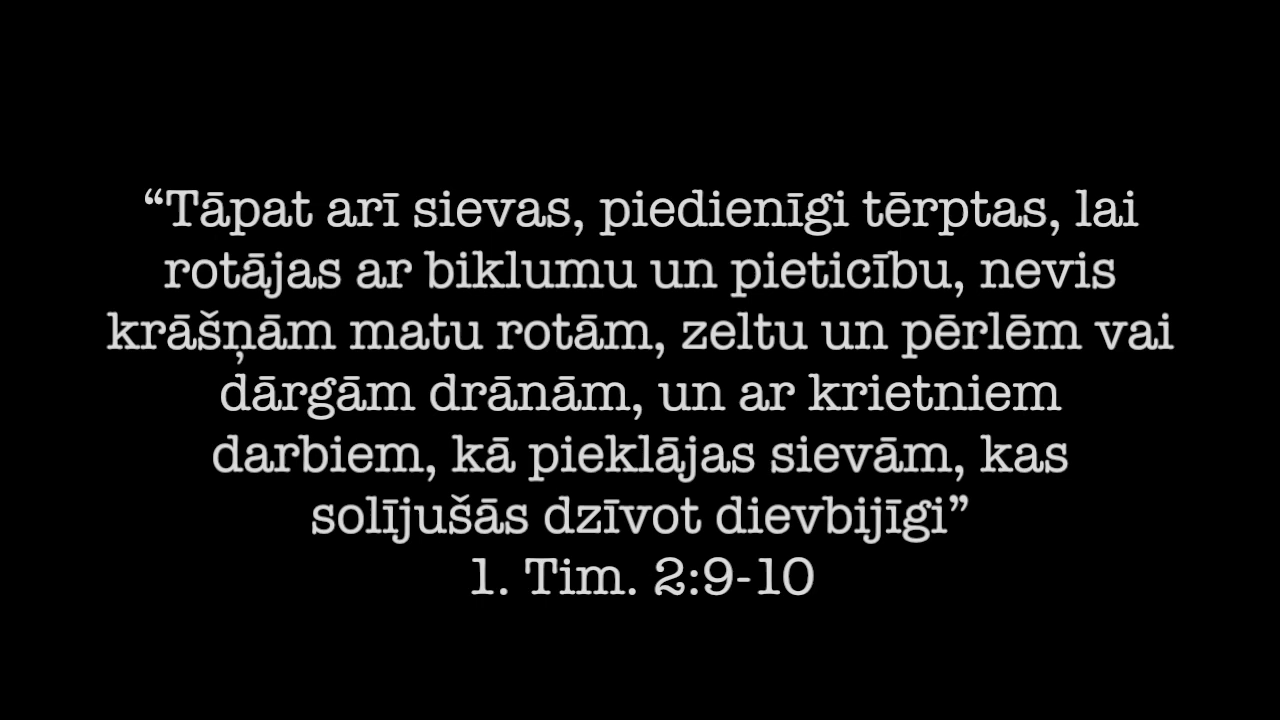 “Tāpat arī sievas, piedienīgi tērptas, lai
rotājas ar biklumu un pieticību, nevis
krāšņām matu rotām, zeltu un pērlēm vai
dārgām drānām, un ar krietniem
darbiem, kā pieklājas sievām, kas
solījušās dzīvot dievbijīgi”
1. Tim. 2:9-10